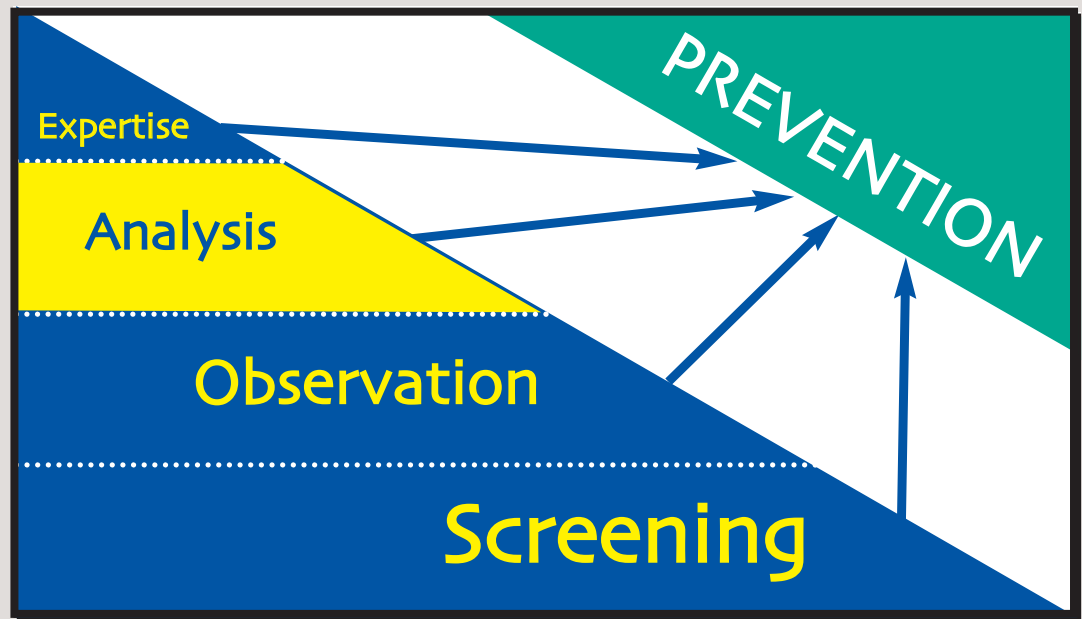 PREVENTION
Expertise
Analysis
Observation
Screening